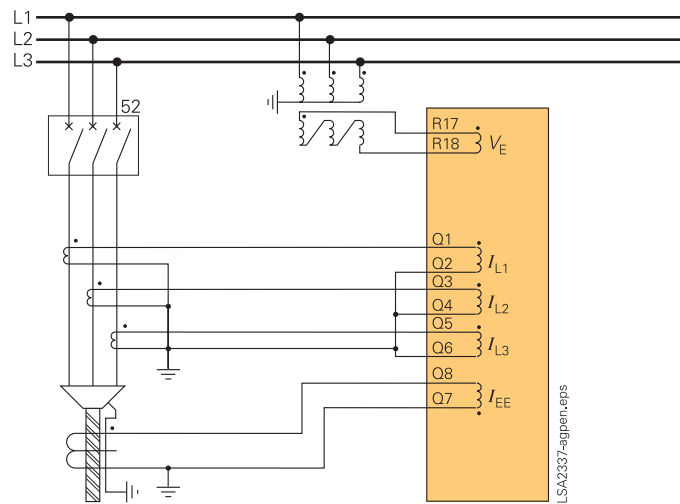 L1
L2
L3
52
R17
R18
V_E
Q1
Q2
I_L1
Q3
Q4
I_L2
Q5
Q6
I_L3
Q8
Q7
I_EE
LSA2337-agpen.eps